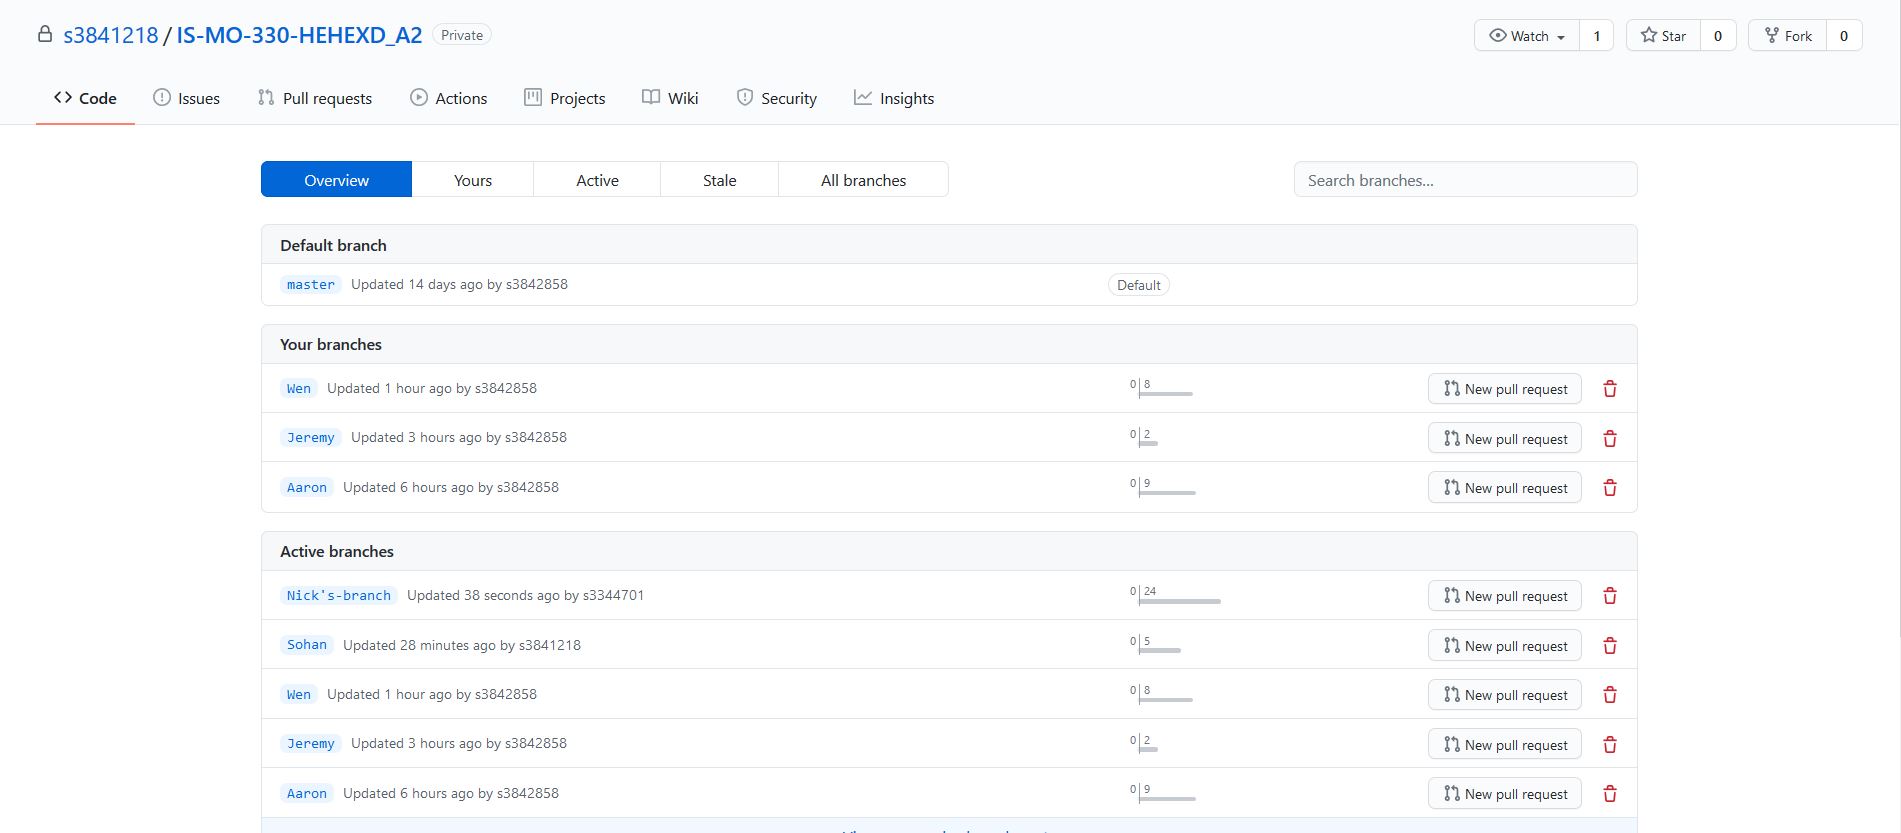 s3841218 / IS-MO-330-HEHEXD_A2 Private Watch 1 Star 0 Fork 0
Code Issues Pull requests Actions Projects Wiki Security Insights
Overview Yours Active Stale All branches Search branches...
Default branch
master Updated 14 days ago by s3842858 Default
Your branches
Wen Updated 1 hour ago by s3842858 0 8 New pull request
Jeremy Updated 3 hours ago by s3842858 0 2 New pull request
Aaron Updated 6 hours ago by s3842858 0 9 New pull request
Active branches
Nick's-branch Updated 38 seconds ago by s3344701 0 24 New pull request
Sohan Updated 28 minutes ago by s3841218 0 5 New pull request
Wen Updated 1 hour ago by s3842858 0 8 New pull request
Jeremy Updated 3 hours ago by s3842858 0 2 New pull request
Aaron Updated 6 hours ago by s3842858 0 9 New pull request